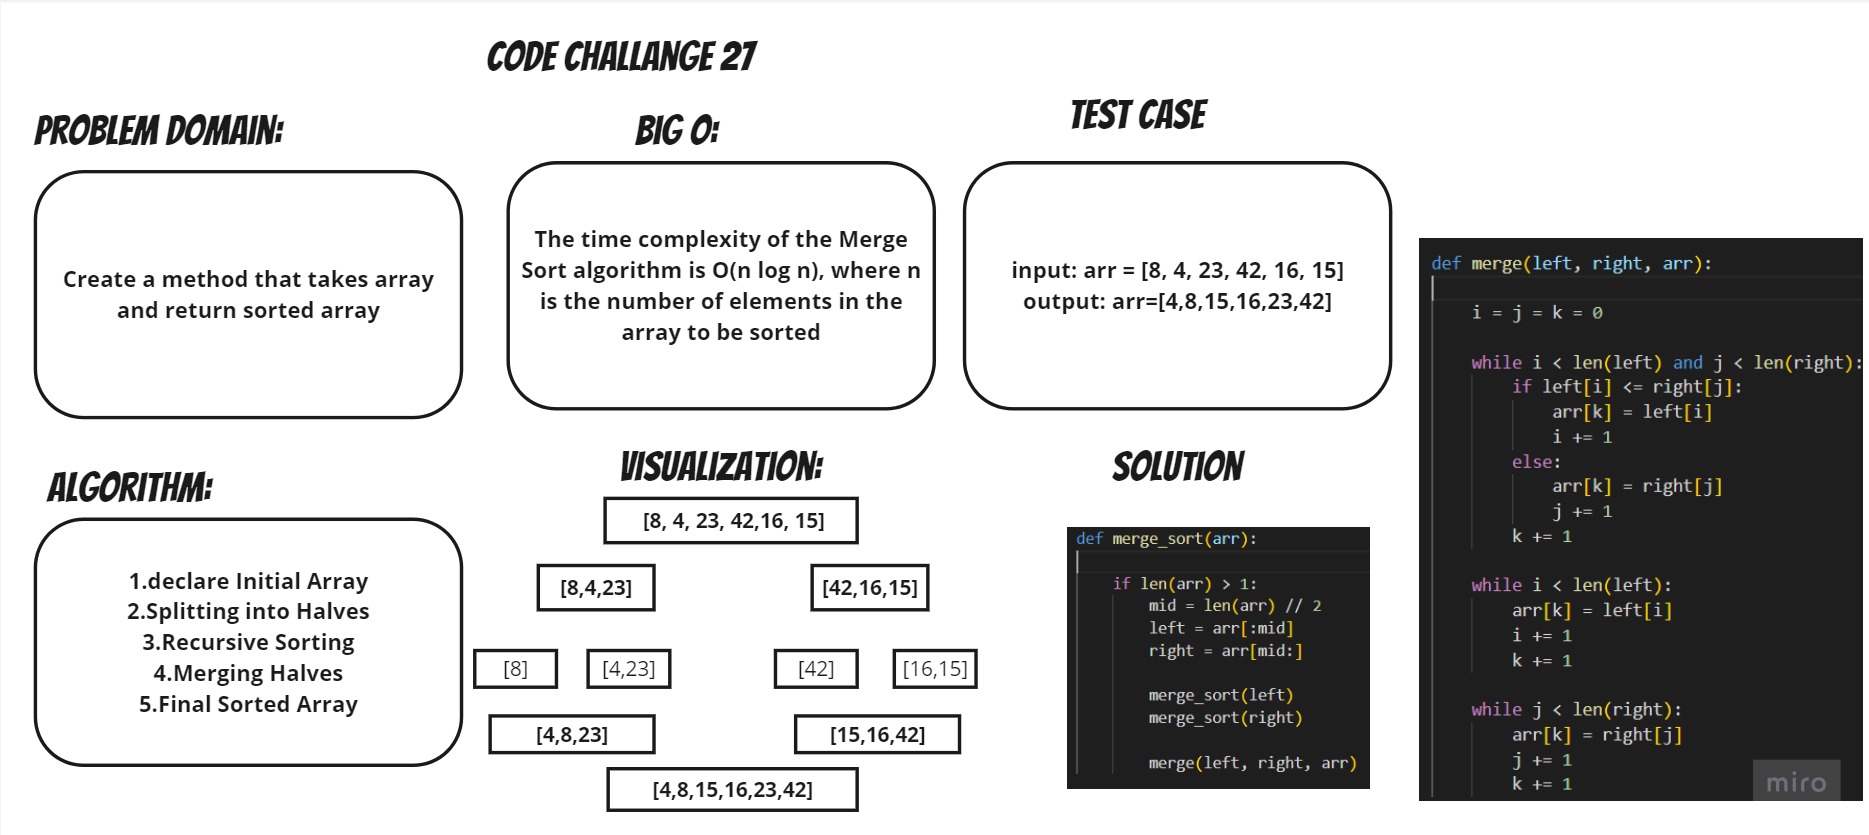 CODE CHALLANGE 27
PROBLEM DOMAIN:
Create a method that takes array
and return sorted array
BIG O:
The time complexity of the Merge
Sort algorithm is O(n log n), where n
is the number of elements in the
array to be sorted
TEST CASE
input: arr = [8, 4, 23, 42, 16, 15]
output: arr=[4,8,15,16,23,42]
ALGORITHM:
1.declare Initial Array
2.Splitting into Halves
3.Recursive Sorting
4.Merging Halves
5.Final Sorted Array
VISUALIZATION:
[8, 4, 23, 42,16, 15]
[8,4,23]
[42,16,15]
[8]
[4,23]
[42]
[16,15]
[4,8,23]
[15,16,42]
[4,8,15,16,23,42]
SOLUTION
def merge_sort(arr):
if len(arr) > 1:
mid = len(arr) // 2
left = arr[:mid]
right = arr[mid:]
merge_sort(left)
merge_sort(right)
merge(left, right, arr)
def merge(left, right, arr):
i = j = k = 0
while i < len(left) and j < len(right):
if left[i] <= right[j]:
arr[k] = left[i]
i += 1
else:
arr[k] = right[j]
j += 1
k += 1
while i < len(left):
arr[k] = left[i]
i += 1
k += 1
while j < len(right):
arr[k] = right[j]
j += 1
k += 1
miro